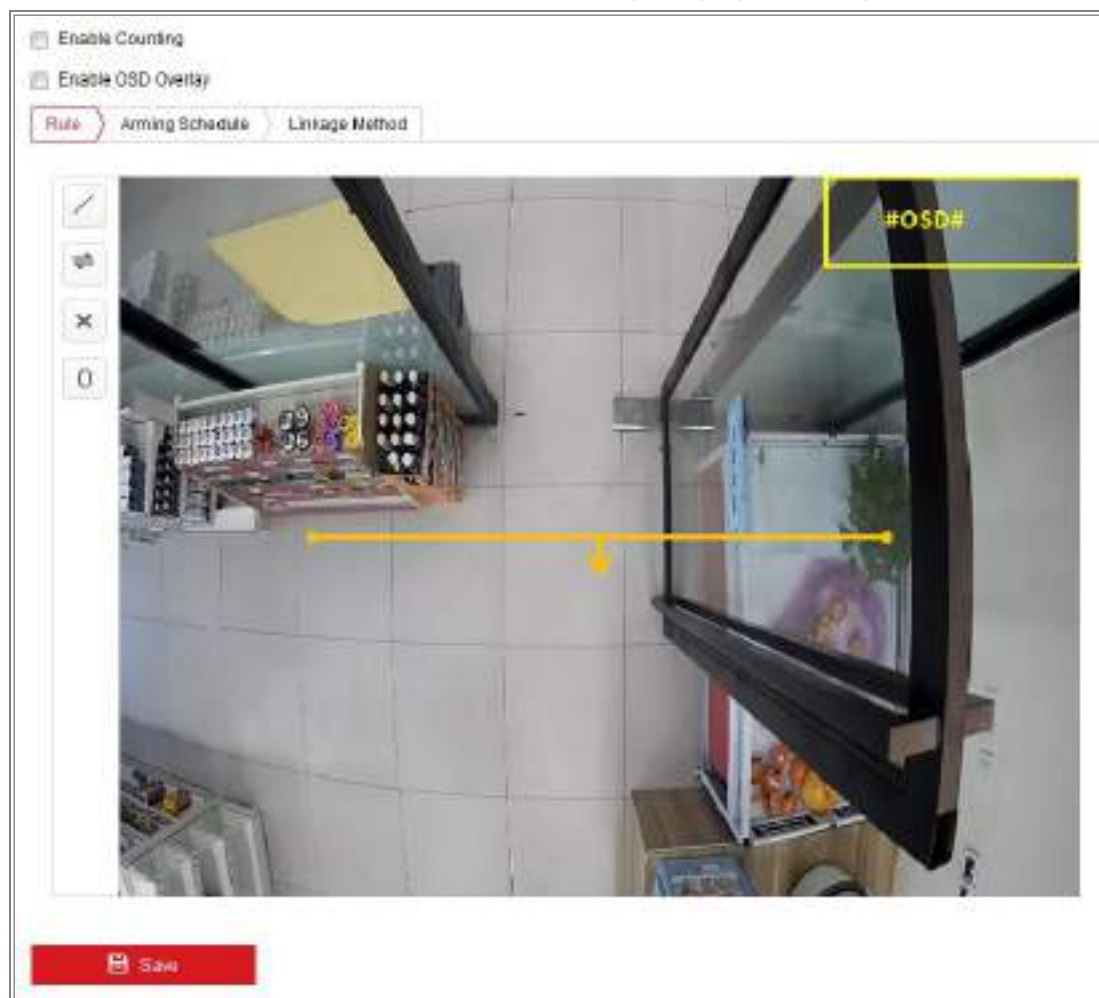 Enable Counting
Enable OSD Overlay
Rule
Arming Schedule
Linkage Method
#OSD#
0
Save